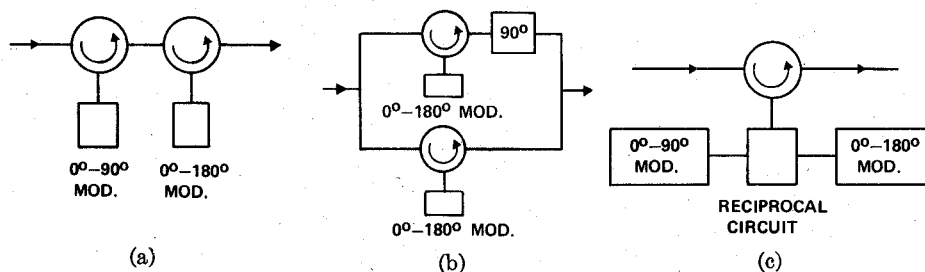 0°–90°
MOD.
0°–180°
MOD.
(a)
90°
0°–180° MOD.
0°–180° MOD.
(b)
0°–90°
MOD.
0°–180°
MOD.
RECIPROCAL
CIRCUIT
(c)